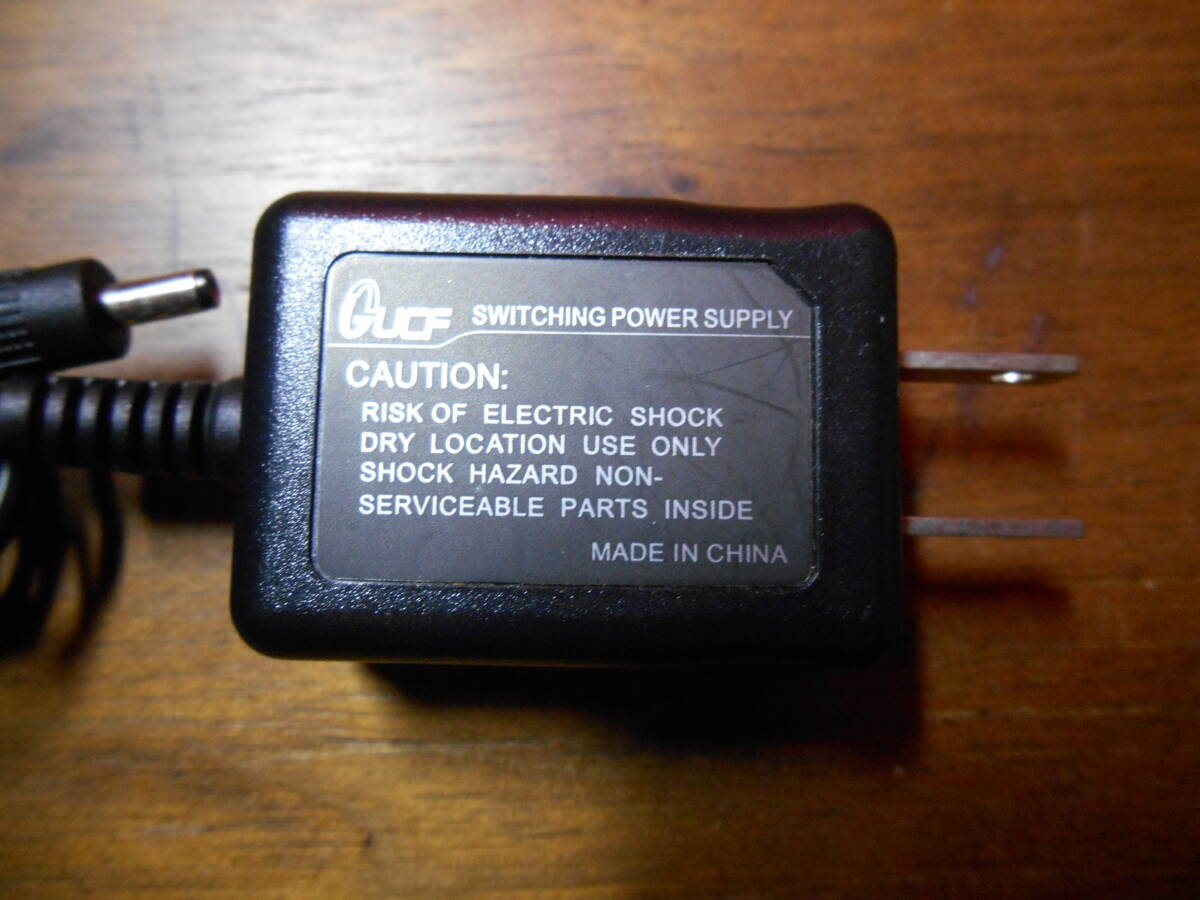 UCF SWITCHING POWER SUPPLY
CAUTION:
RISK OF ELECTRIC SHOCK
DRY LOCATION USE ONLY
SHOCK HAZARD NON-
SERVICEABLE PARTS INSIDE
MADE IN CHINA